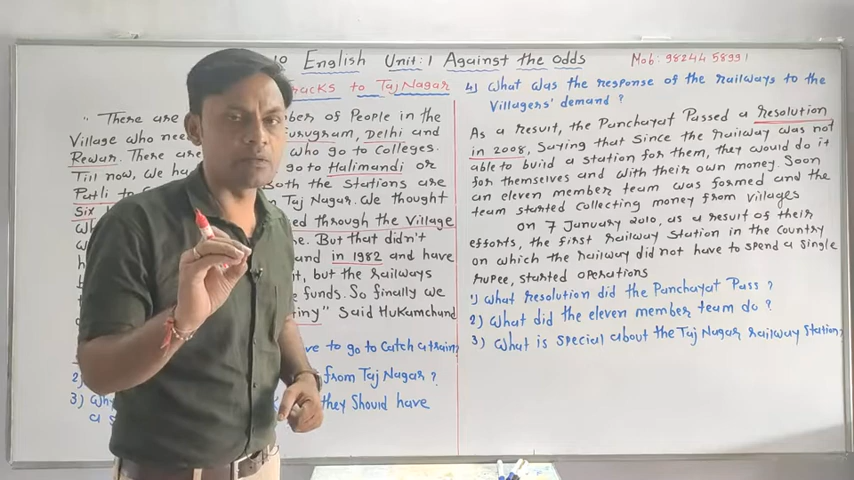 10 English Unit: 1 Against the odds
Mob: 98244 58991
Tracks to Taj Nagar
" There are ber of People in the
Village who nee Gurugram, Delhi and
Rewari. There are who go to Colleges.
Till now, we ha go to Halimandi or
Patli to Both the Stations are
Six Taj Nagar. We thought
through the Village
e. But that didn't
and in 1982 and have
t, but the railways
e funds. So finally we
tiny" Said Hukamchand
ve to go to catch a train?
2) from Taj Nagar?
3) Why they Should have
a s
4) What was the response of the railways to the
Villagers' demand ?
As a result, the Panchayat Passed a resolution
in 2008, Saying that Since the railway was not
able to build a station for them, they would do it
for themselves and with their own money. Soon
an eleven member team was formed and the
team started collecting money from villages
on 7 January 2010, as a result of their
efforts, the first railway Station in the Country
on which the railway did not have to spend a single
rupee, started operations
1) What resolution did the Panchayat Pass ?
2) What did the eleven member team do ?
3) What is special about the Taj Nagar railway station?